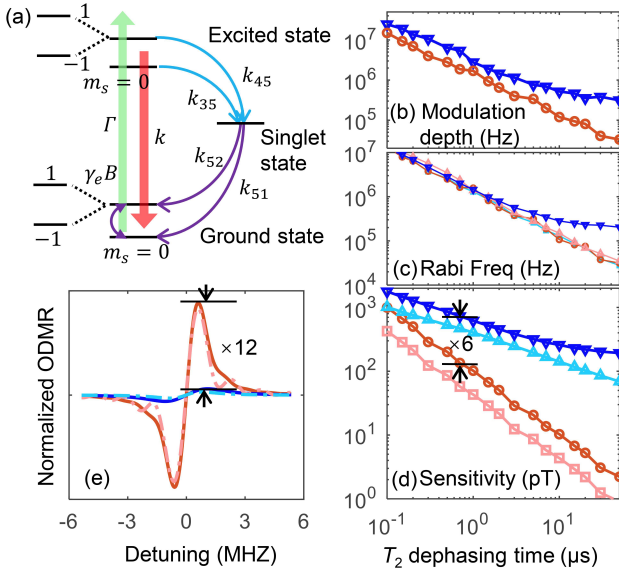 (a)
1
−1
m_s = 0
Excited state
k_45
k_35
Singlet
state
Γ
k
k_52
k_51
1
γ_eB
−1
m_s = 0
Ground state
10^7
10^6
10^5
10^4
(b) Modulation
depth (Hz)
10^7
10^6
10^5
10^4
(c) Rabi Freq (Hz)
10^3
10^2
10^1
10^0
×6
(d) Sensitivity (pT)
10^-1
10^0
10^1
T_2 dephasing time (μs)
Normalized ODMR
×12
(e)
-6
-3
0
3
6
Detuning (MHZ)